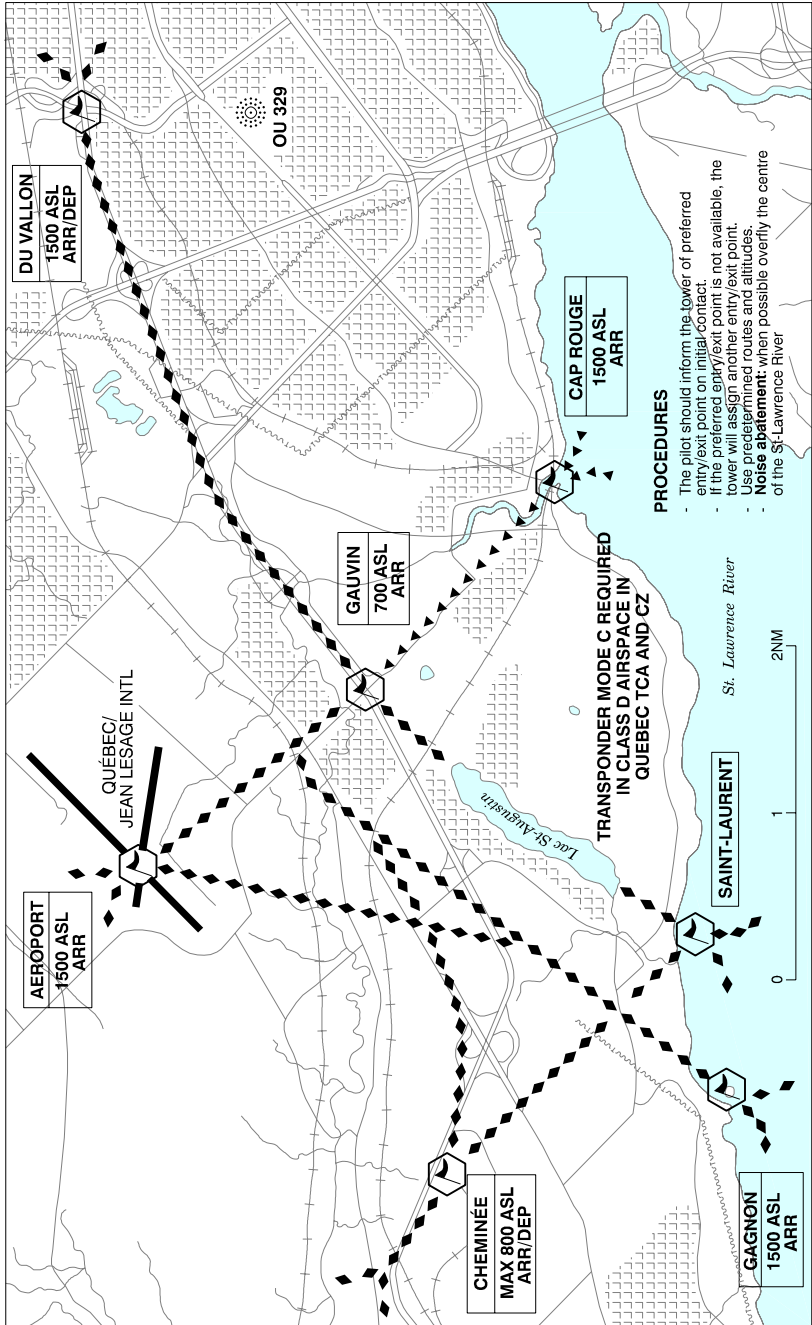 DU VALLON
1500 ASL
ARR/DEP
OU 329
CAP ROUGE
1500 ASL
ARR
GAUVIN
700 ASL
ARR
QUÉBEC/
JEAN LESAGE INTL
AEROPORT
1500 ASL
ARR
CHEMINÉE
MAX 800 ASL
ARR/DEP
GAGNON
1500 ASL
ARR
SAINT-LAURENT
Lac St-Augustin
St. Lawrence River
TRANSPONDER MODE C REQUIRED
IN CLASS D AIRSPACE IN
QUEBEC TCA AND CZ
0 1 2NM
PROCEDURES
- The pilot should inform the tower of preferred
entry/exit point on initial contact.
- If the preferred entry/exit point is not available, the
tower will assign another entry/exit point.
- Use predetermined routes and altitudes.
- Noise abatement: when possible overfly the centre
of the St-Lawrence River